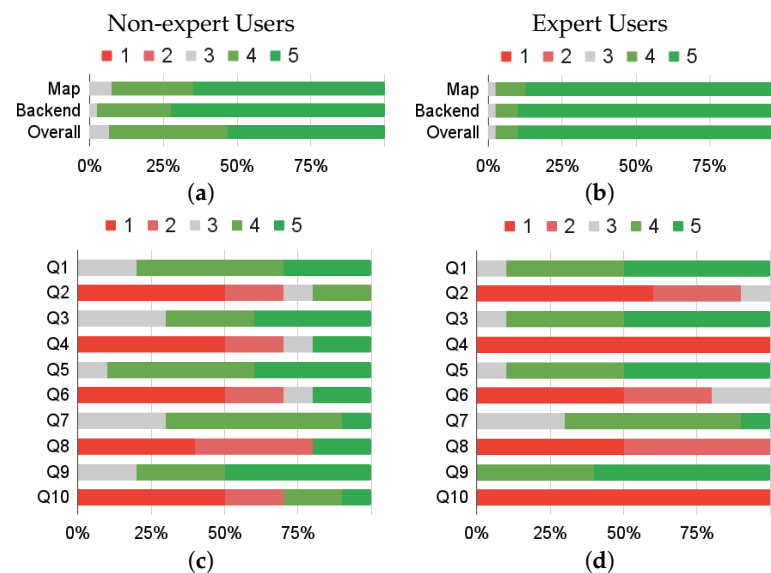 Non-expert Users Expert Users
1 2 3 4 5 1 2 3 4 5
Map Map
Backend Backend
Overall Overall
0% 25% 50% 75% 0% 25% 50% 75%
(a) (b)
1 2 3 4 5 1 2 3 4 5
Q1 Q1
Q2 Q2
Q3 Q3
Q4 Q4
Q5 Q5
Q6 Q6
Q7 Q7
Q8 Q8
Q9 Q9
Q10 Q10
0% 25% 50% 75% 0% 25% 50% 75%
(c) (d)